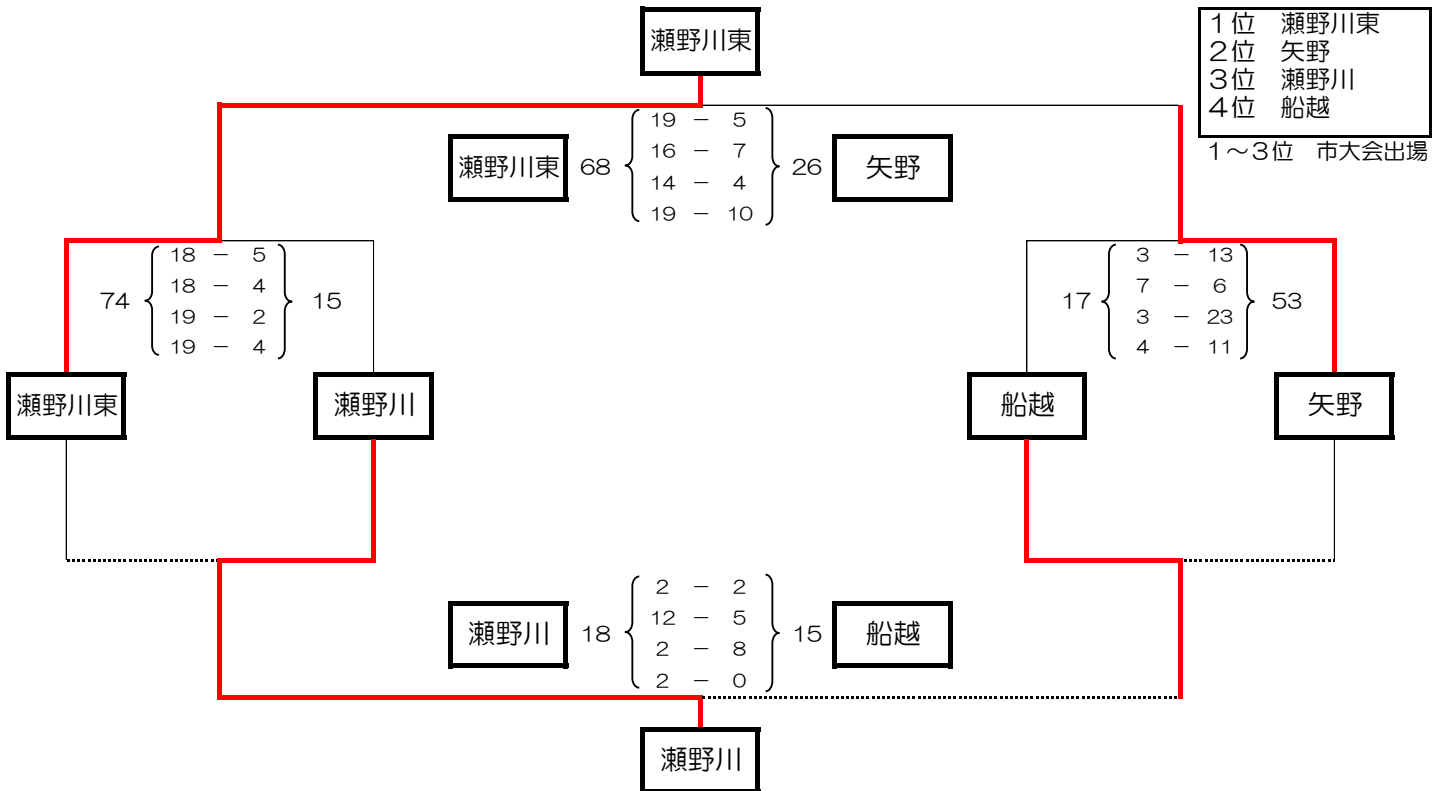 瀬野川東
1位 瀬野川東
2位 矢野
3位 瀬野川
4位 船越
1～3位 市大会出場
瀬野川東 68 19 － 5 26 矢野
16 － 7
14 － 4
19 － 10
74 18 － 5 15
18 － 4
19 － 2
19 － 4
17 3 － 13 53
7 － 6
3 － 23
4 － 11
瀬野川東 瀬野川 船越 矢野
瀬野川 18 2 － 2 15 船越
12 － 5
2 － 8
2 － 0
瀬野川